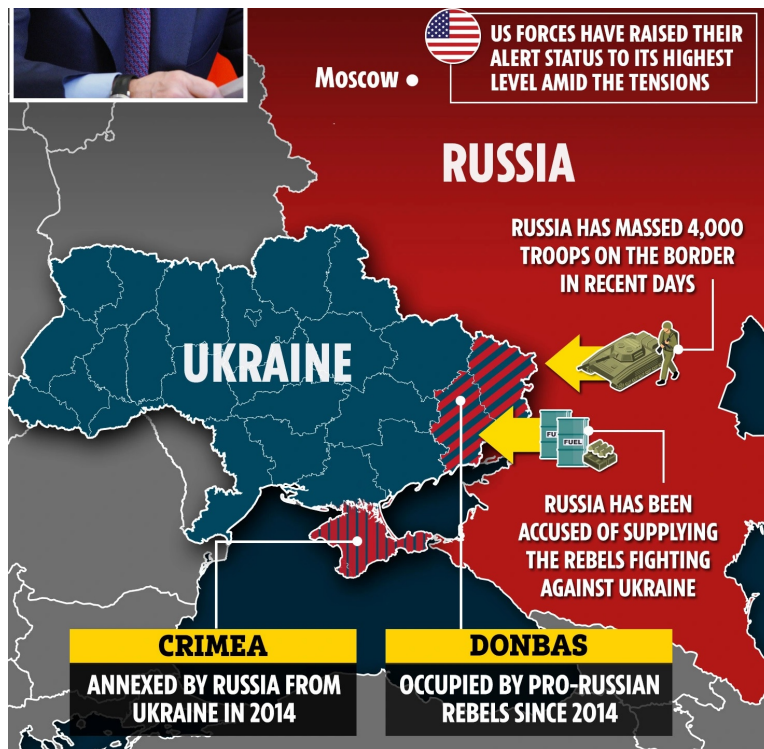 US FORCES HAVE RAISED THEIR
ALERT STATUS TO ITS HIGHEST
LEVEL AMID THE TENSIONS
Moscow
RUSSIA
RUSSIA HAS MASSED 4,000
TROOPS ON THE BORDER
IN RECENT DAYS
UKRAINE
FU
FUEL
RUSSIA HAS BEEN
ACCUSED OF SUPPLYING
THE REBELS FIGHTING
AGAINST UKRAINE
CRIMEA
ANNEXED BY RUSSIA FROM
UKRAINE IN 2014
DONBAS
OCCUPIED BY PRO-RUSSIAN
REBELS SINCE 2014